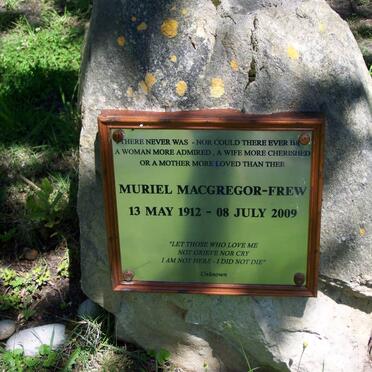 THERE NEVER WAS - NOR COULD THERE EVER BE
A WOMAN MORE ADMIRED, A WIFE MORE CHERISHED
OR A MOTHER MORE LOVED THAN THEE
MURIEL MACGREGOR-FREW
13 MAY 1912 - 08 JULY 2009
"LET THOSE WHO LOVE ME
NOT GRIEVE NOR CRY
I AM NOT HERE - I DID NOT DIE"
Unknown